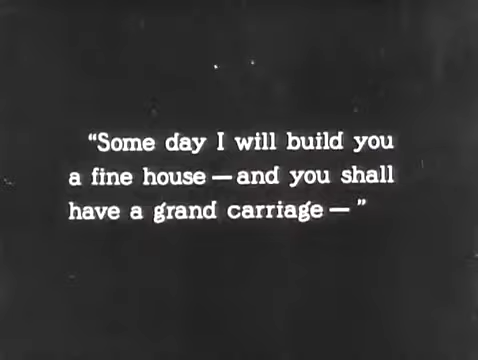 “Some day I will build you
a fine house — and you shall
have a grand carriage — ”